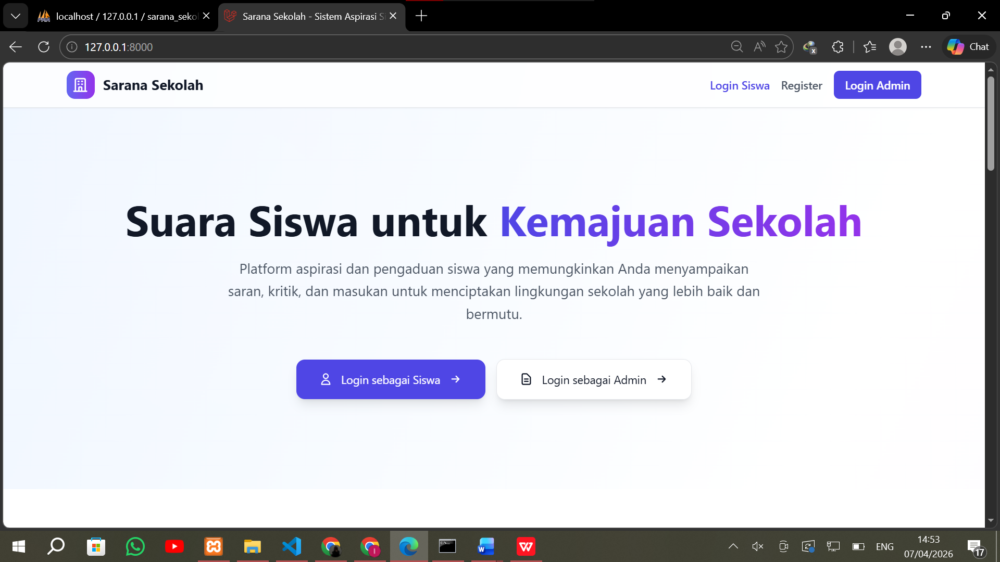 localhost / 127.0.0.1 / sarana_sekol
Sarana Sekolah - Sistem Aspirasi Si
127.0.0.1:8000
Chat
Sarana Sekolah
Login Siswa
Register
Login Admin
Suara Siswa untuk Kemajuan Sekolah
Platform aspirasi dan pengaduan siswa yang memungkinkan Anda menyampaikan
saran, kritik, dan masukan untuk menciptakan lingkungan sekolah yang lebih baik dan
bermutu.
Login sebagai Siswa
Login sebagai Admin
ENG
14:53
07/04/2026
17